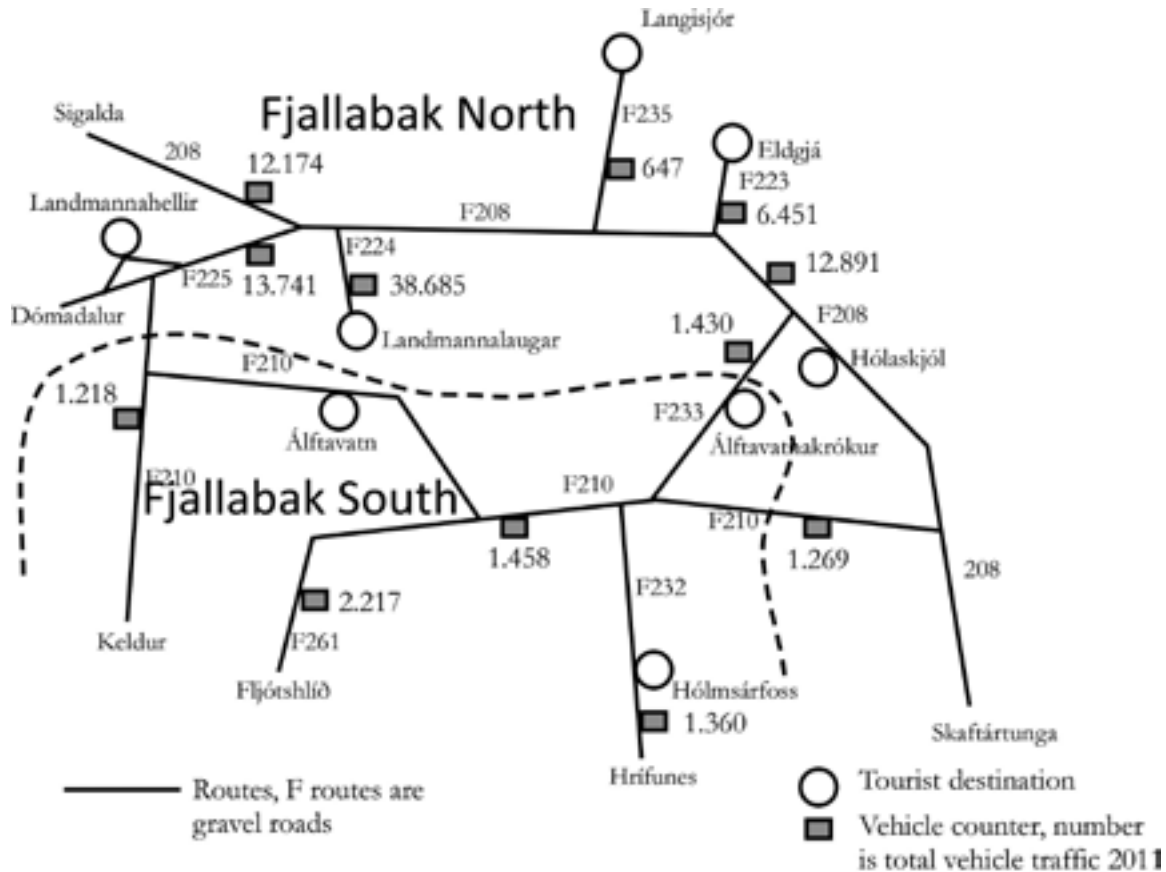 Langisjór
Fjallabak North
Sigalda
F235
208
12.174
647
Eldgjá
F223
Landmannahellir
F208
6.451
F224
F225
13.741
38.685
12.891
Dómadalur
Landmannalaugar
1.430
F208
F210
Hólaskjól
1.218
F233
Álftavatn
Álftavatnakrókur
F210
Fjallabak South
F210
F210
1.458
1.269
208
F232
2.217
Keldur
F261
Fljótshlíð
Hólmsárfoss
1.360
Skaftártunga
Hrífunes
Routes, F routes are
gravel roads
Tourist destination
Vehicle counter, number
is total vehicle traffic 2011